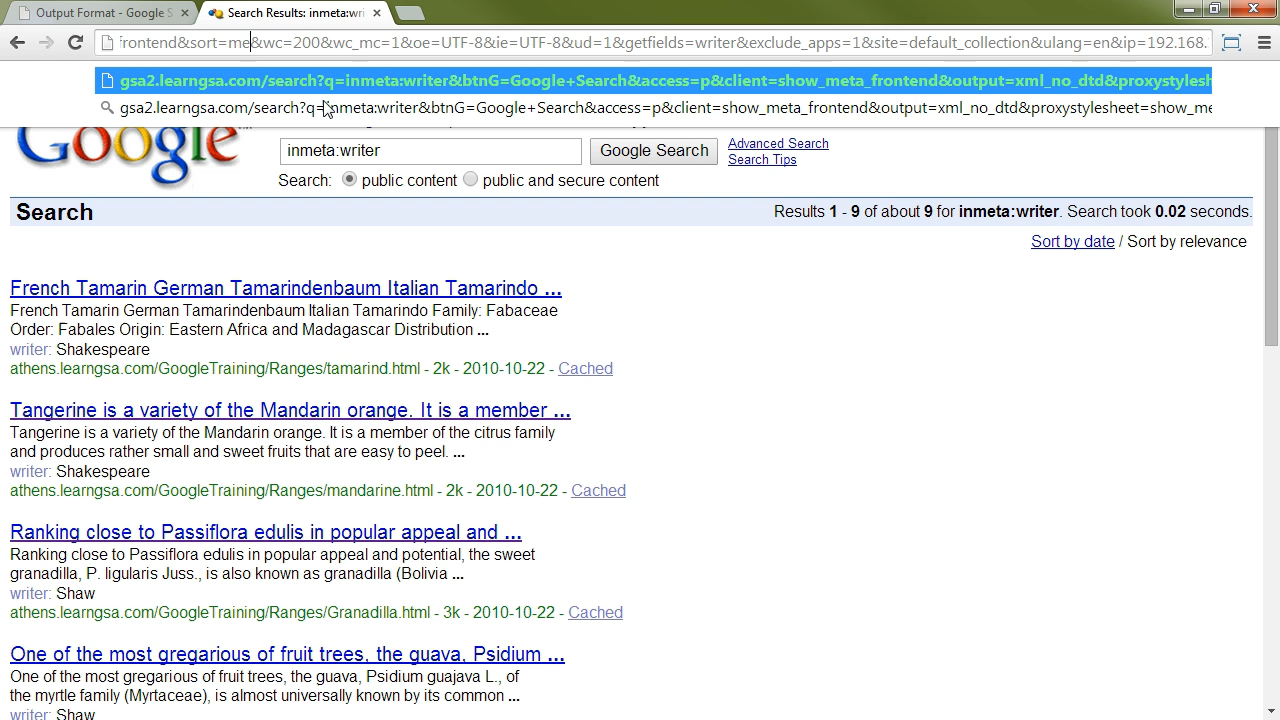 Output Format - Google S
Search Results: inmeta:wri
frontend&sort=me&wc=200&wc_mc=1&oe=UTF-8&ie=UTF-8&ud=1&getfields=writer&exclude_apps=1&site=default_collection&ulang=en&ip=192.168.
gsa2.learngsa.com/search?q=inmeta:writer&btnG=Google+Search&access=p&client=show_meta_frontend&output=xml_no_dtd&proxystylesh
gsa2.learngsa.com/search?q=inmeta:writer&btnG=Google+Search&access=p&client=show_meta_frontend&output=xml_no_dtd&proxystylesheet=show_me
Google
inmeta:writer
Google Search
Advanced Search
Search Tips
Search: public content public and secure content
Search
Results 1 - 9 of about 9 for inmeta:writer. Search took 0.02 seconds.
Sort by date / Sort by relevance
French Tamarin German Tamarindenbaum Italian Tamarindo ...
French Tamarin German Tamarindenbaum Italian Tamarindo Family: Fabaceae
Order: Fabales Origin: Eastern Africa and Madagascar Distribution ...
writer: Shakespeare
athens.learngsa.com/GoogleTraining/Ranges/tamarind.html - 2k - 2010-10-22 - Cached
Tangerine is a variety of the Mandarin orange. It is a member ...
Tangerine is a variety of the Mandarin orange. It is a member of the citrus family
and produces rather small and sweet fruits that are easy to peel. ...
writer: Shakespeare
athens.learngsa.com/GoogleTraining/Ranges/mandarine.html - 2k - 2010-10-22 - Cached
Ranking close to Passiflora edulis in popular appeal and ...
Ranking close to Passiflora edulis in popular appeal and potential, the sweet
granadilla, P. ligularis Juss., is also known as granadilla (Bolivia ...
writer: Shaw
athens.learngsa.com/GoogleTraining/Ranges/Granadilla.html - 3k - 2010-10-22 - Cached
One of the most gregarious of fruit trees, the guava, Psidium ...
One of the most gregarious of fruit trees, the guava, Psidium guajava L., of
the myrtle family (Myrtaceae), is almost universally known by its common ...
writer: Shaw